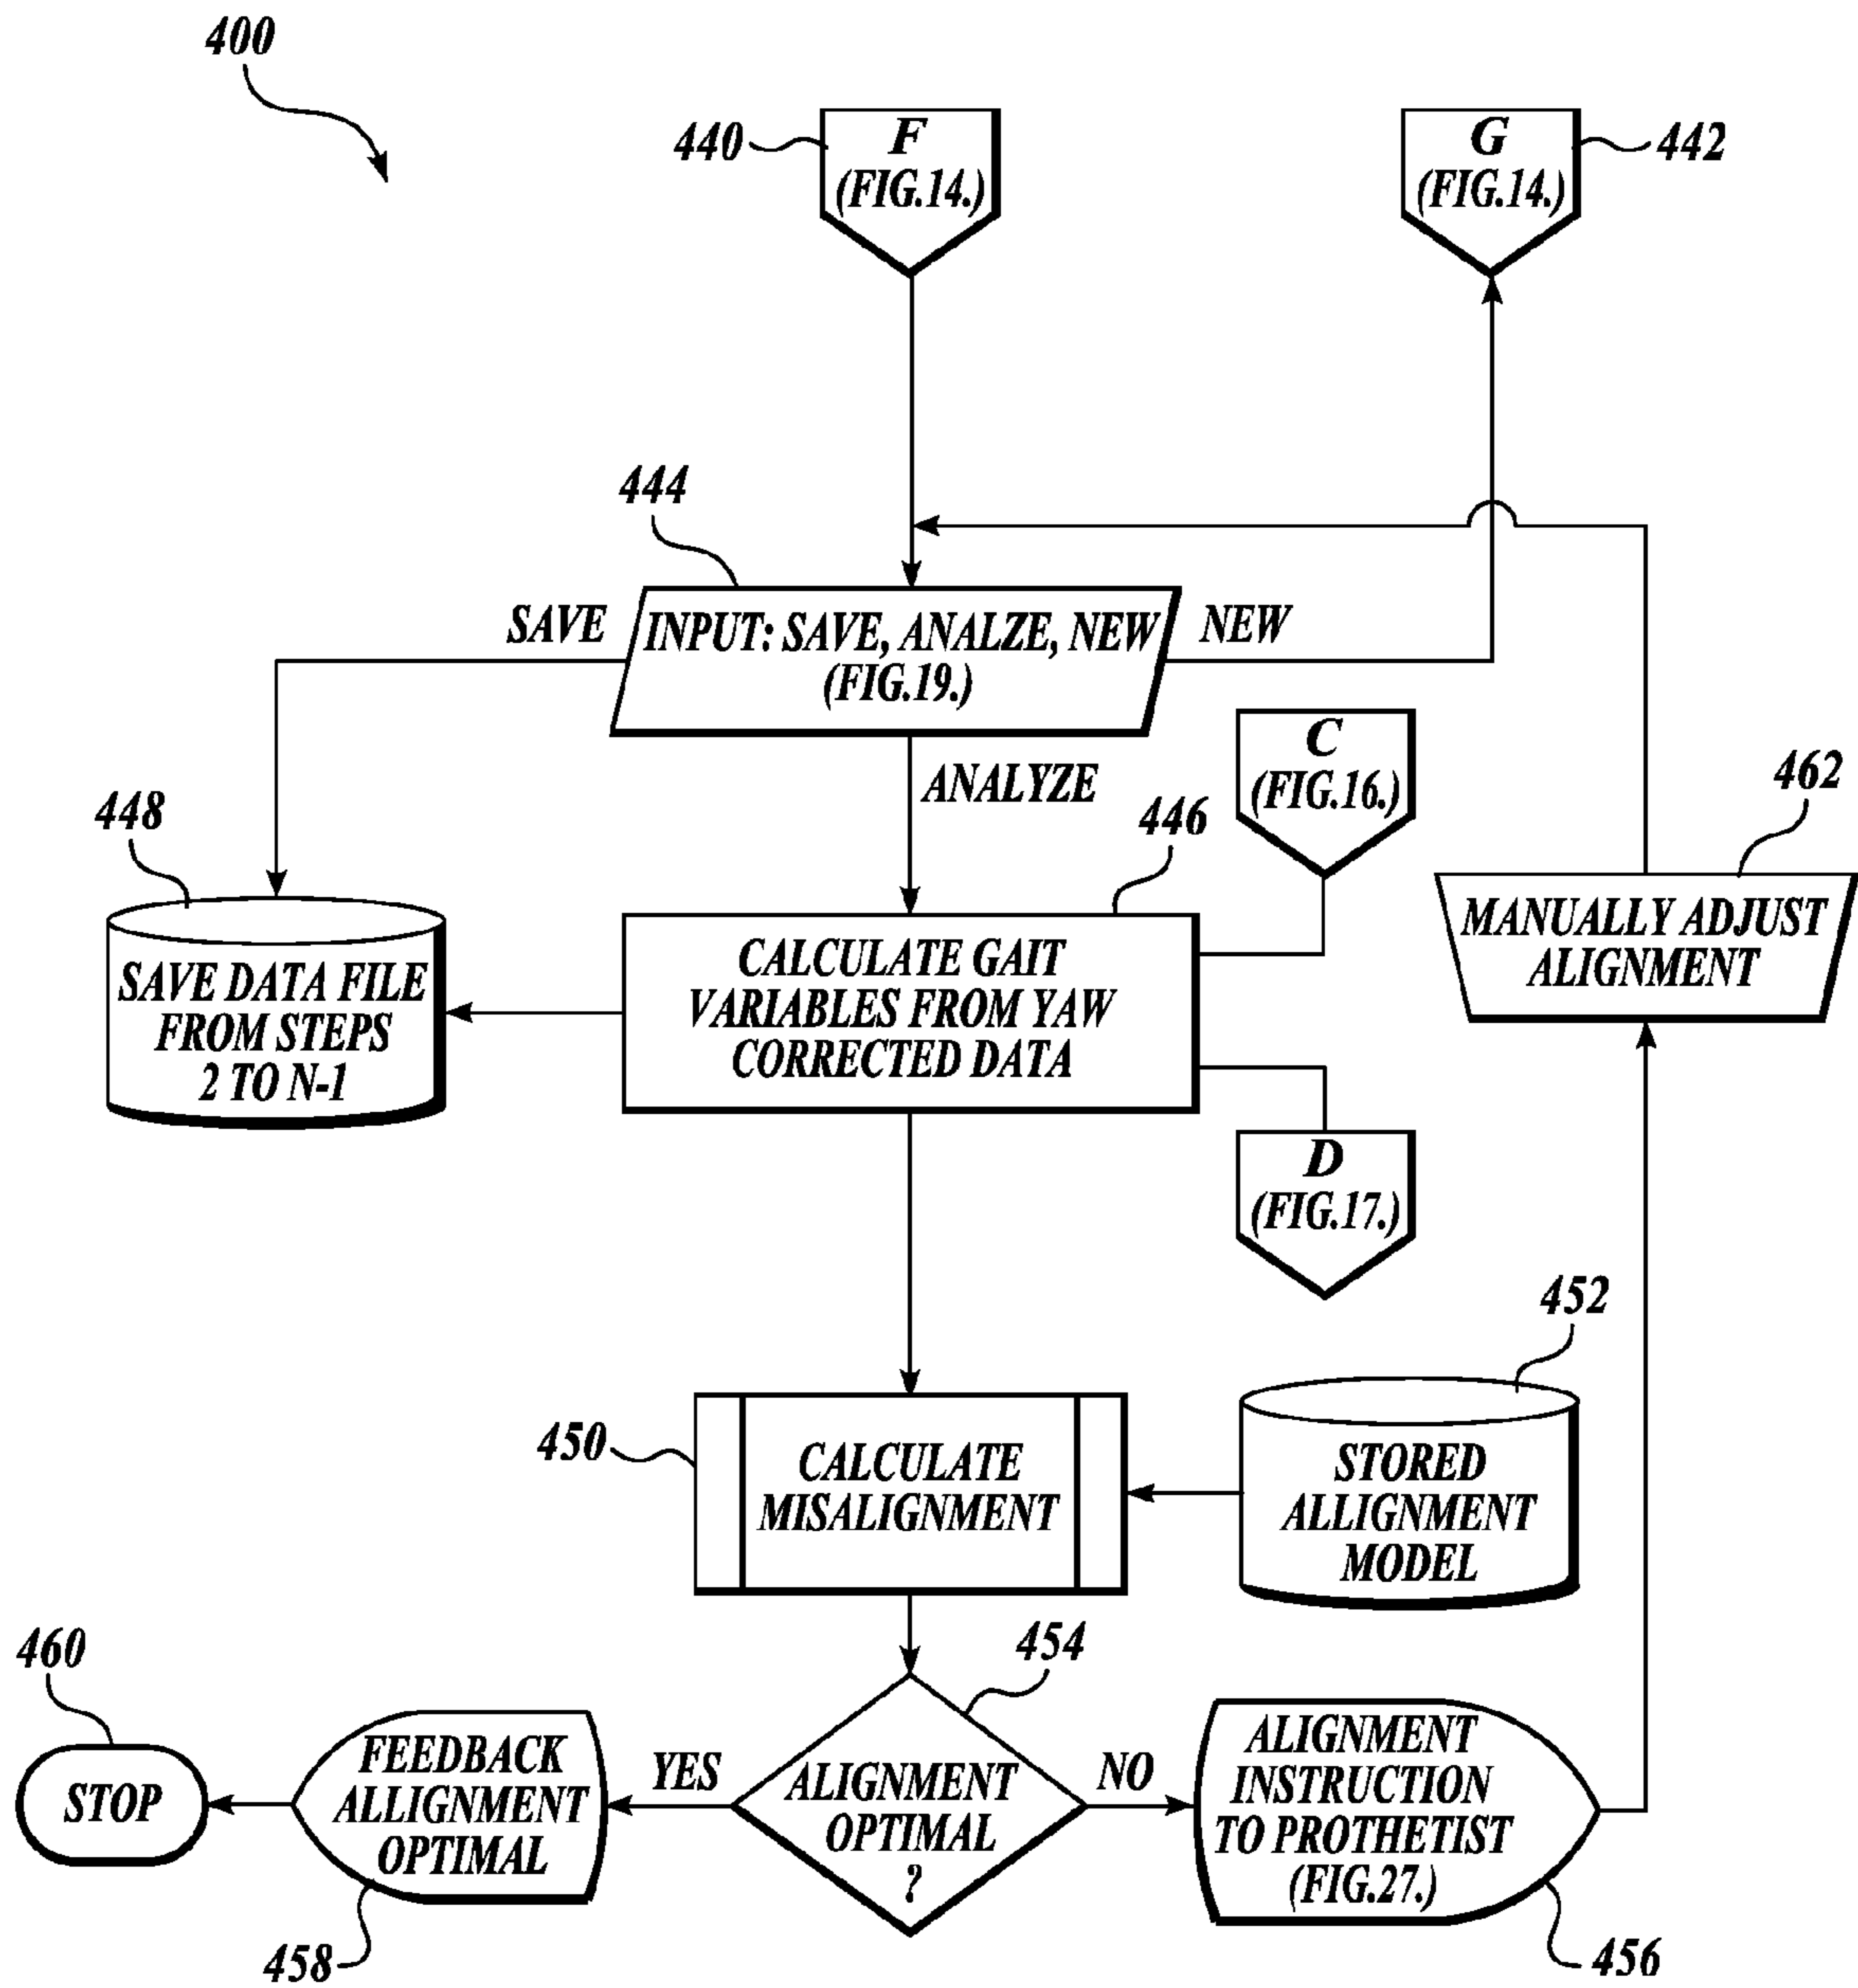 400
440
F
(FIG.14.)
G
(FIG.14.)
442
444
SAVE
INPUT: SAVE, ANALZE, NEW
(FIG.19.)
NEW
C
(FIG.16.)
ANALYZE
462
448
446
MANUALLY ADJUST
ALIGNMENT
SAVE DATA FILE
FROM STEPS
2 TO N-1
CALCULATE GAIT
VARIABLES FROM YAW
CORRECTED DATA
D
(FIG.17.)
452
450
CALCULATE
MISALIGNMENT
STORED
ALLIGNMENT
MODEL
460
454
STOP
FEEDBACK
ALLIGNMENT
OPTIMAL
YES
ALIGNMENT
OPTIMAL
?
NO
ALIGNMENT
INSTRUCTION
TO PROTHETIST
(FIG.27.)
458
456